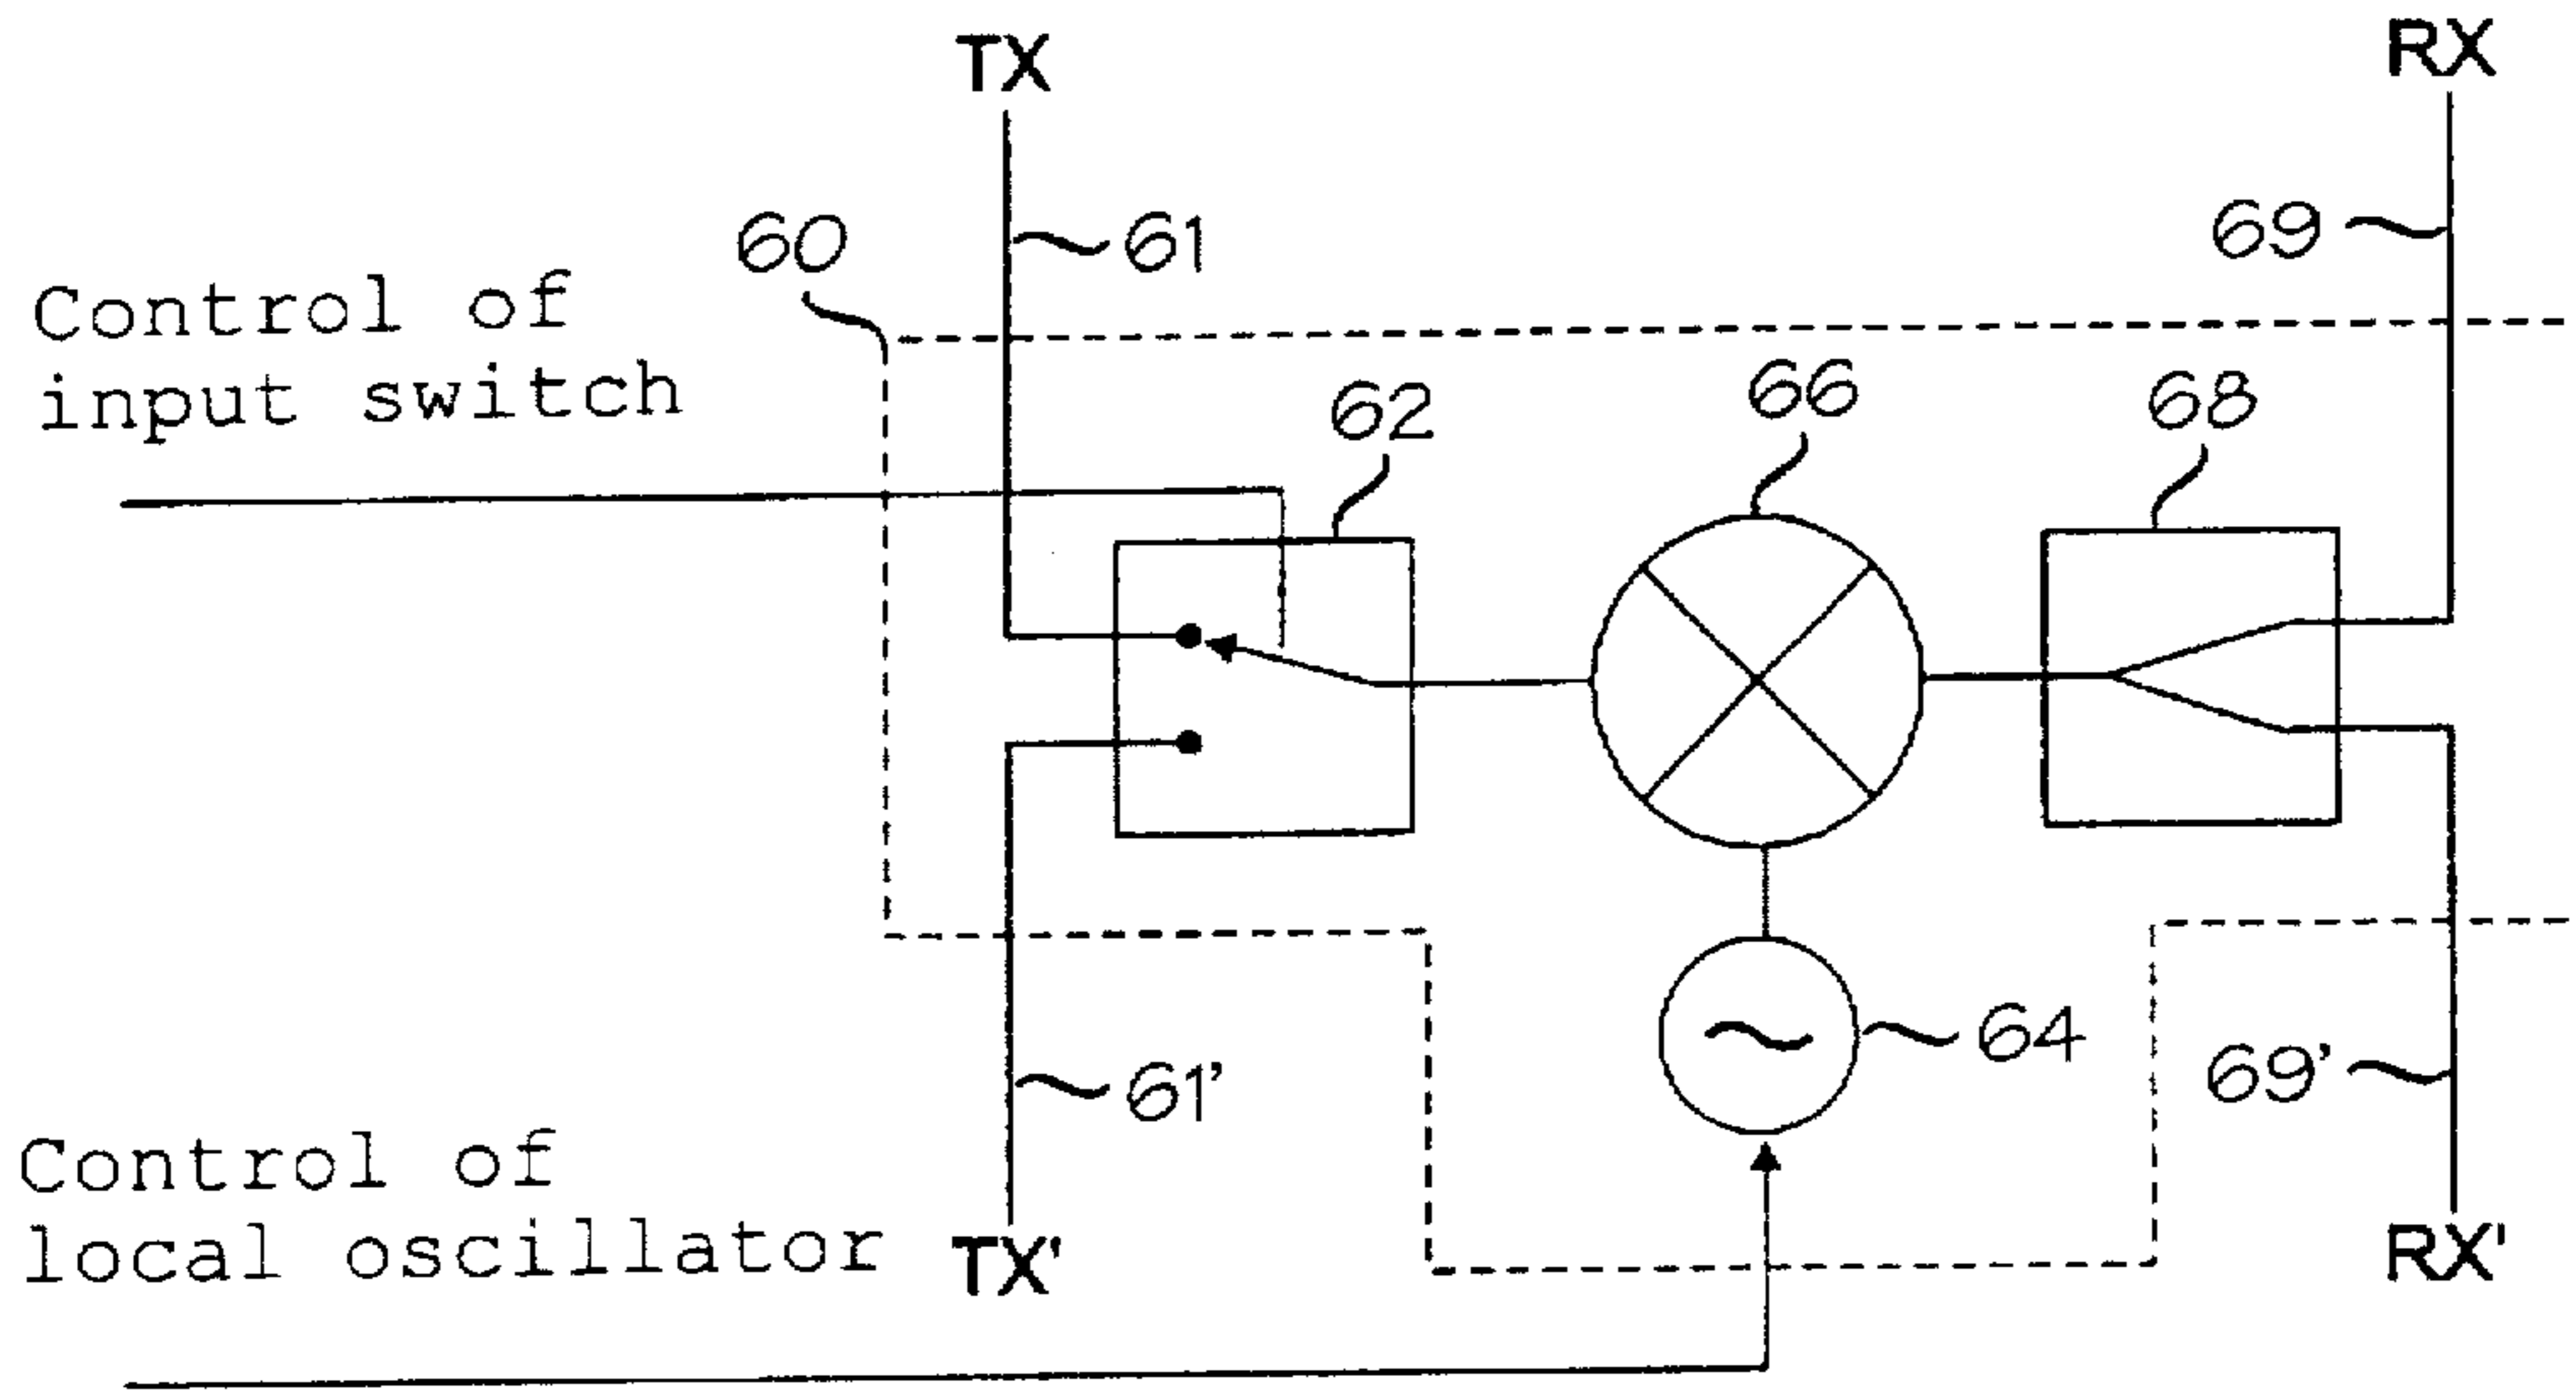 TX
RX
60
61
69
Control of
input switch
62
66
68
64
61'
69'
Control of
local oscillator
TX'
RX'